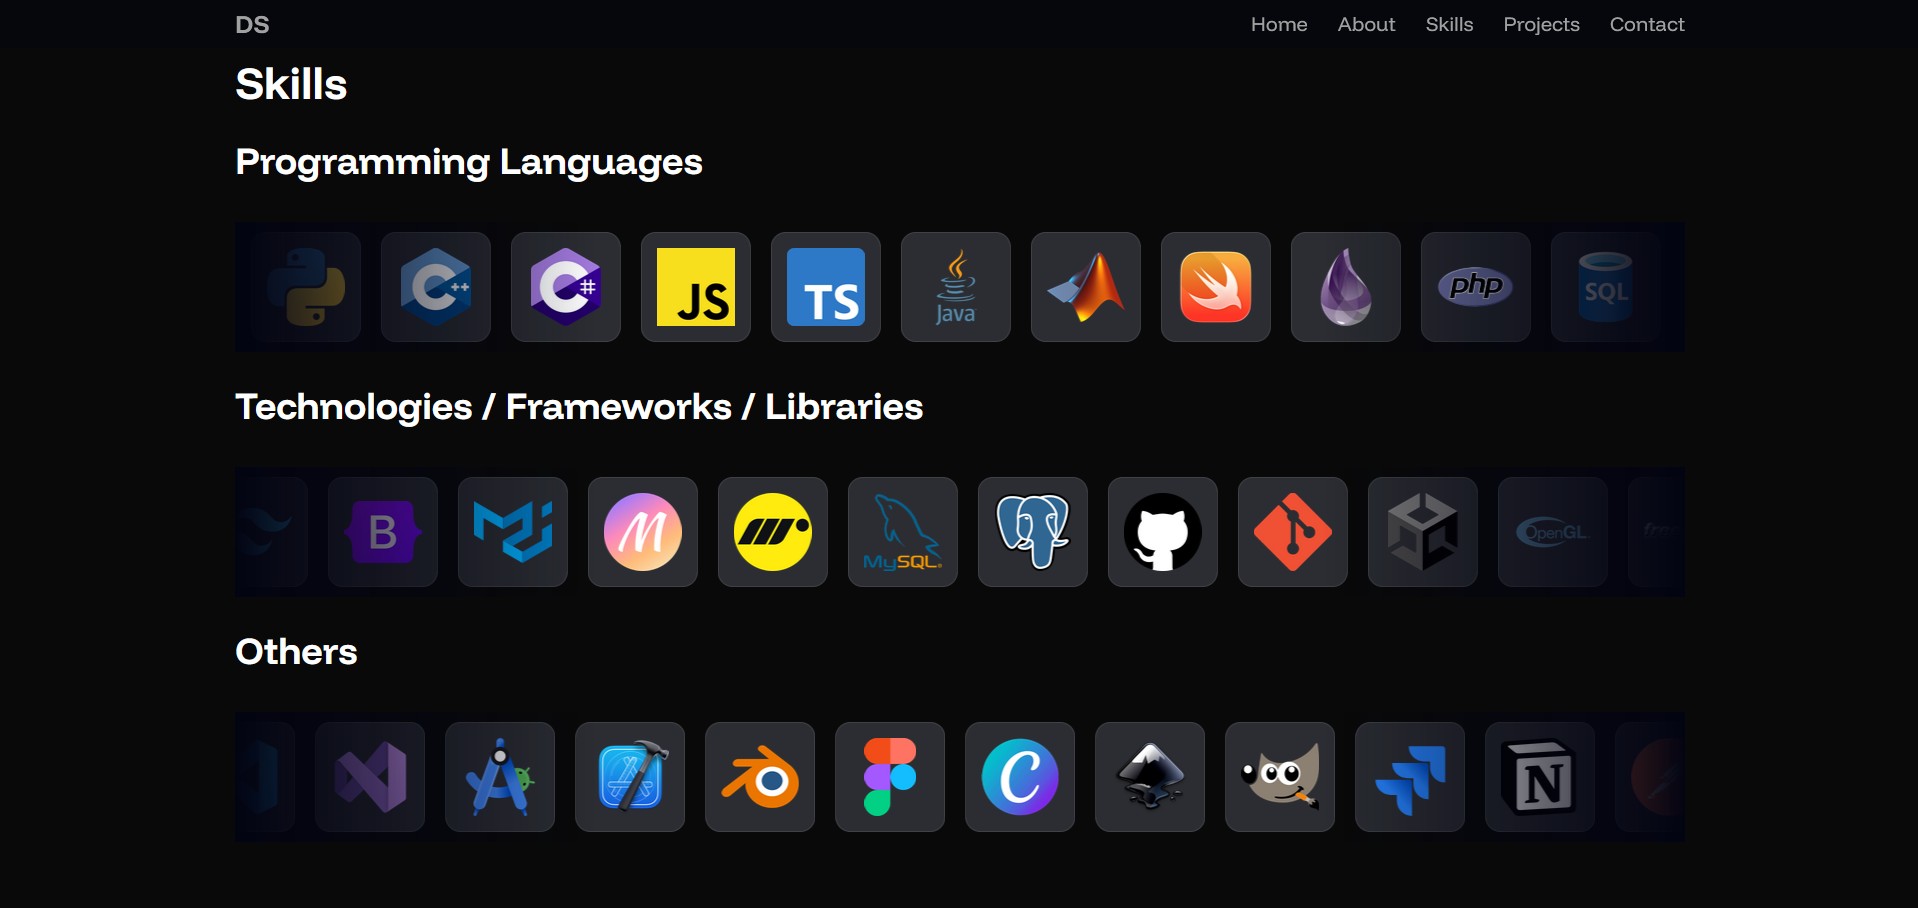 DS Home About Skills Projects Contact
Skills
Programming Languages
C++ C# JS TS Java php SQL
Technologies / Frameworks / Libraries
B M MySQL OpenGL
Others
C N